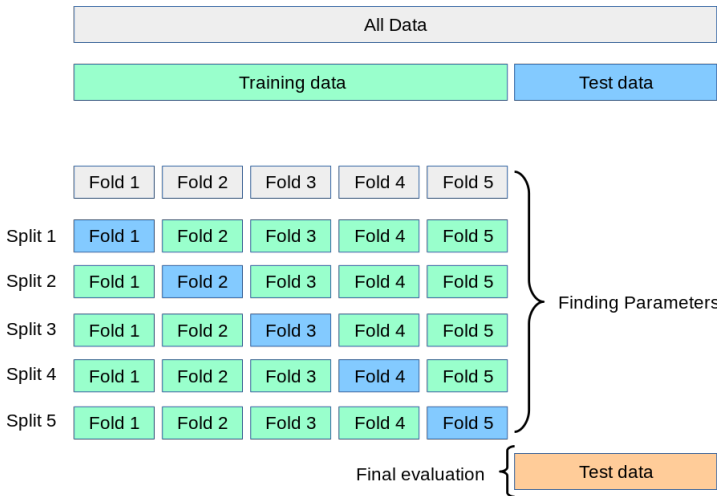 All Data
Training data Test data
Fold 1 Fold 2 Fold 3 Fold 4 Fold 5
Split 1 Fold 1 Fold 2 Fold 3 Fold 4 Fold 5
Split 2 Fold 1 Fold 2 Fold 3 Fold 4 Fold 5
Finding Parameters
Split 3 Fold 1 Fold 2 Fold 3 Fold 4 Fold 5
Split 4 Fold 1 Fold 2 Fold 3 Fold 4 Fold 5
Split 5 Fold 1 Fold 2 Fold 3 Fold 4 Fold 5
Final evaluation Test data